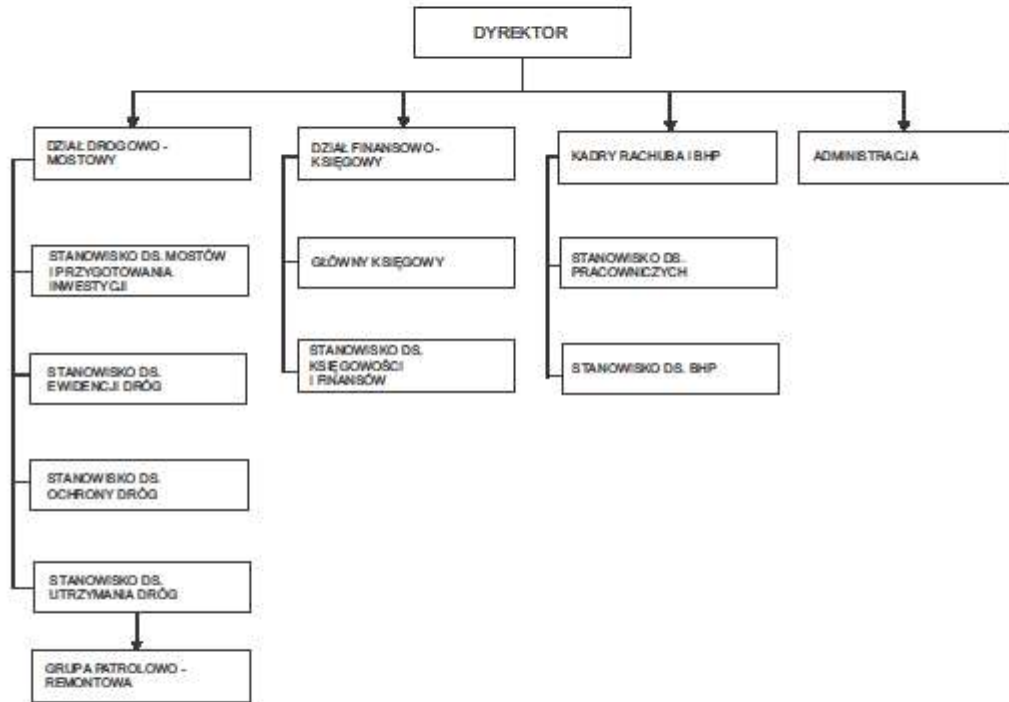 DYREKTOR
DZIAŁ DROGOWO -
MOSTOWY
STANOWISKO DS. MOSTÓW
I PRZYGOTOWANIA
INWESTYCJI
STANOWISKO DS.
EWIDENCJI DRÓG
STANOWISKO DS.
OCHRONY DRÓG
STANOWISKO DS.
UTRZYMANIA DRÓG
GRUPA PATROLOWO -
REMONTOWA
DZIAŁ FINANSOWO -
KSIĘGOWY
GŁÓWNY KSIĘGOWY
STANOWISKO DS.
KSIĘGOWOŚCI
I FINANSÓW
KADRY RACHUBA I BHP
STANOWISKO DS.
PRACOWNICZYCH
STANOWISKO DS. BHP
ADMINISTRACJA